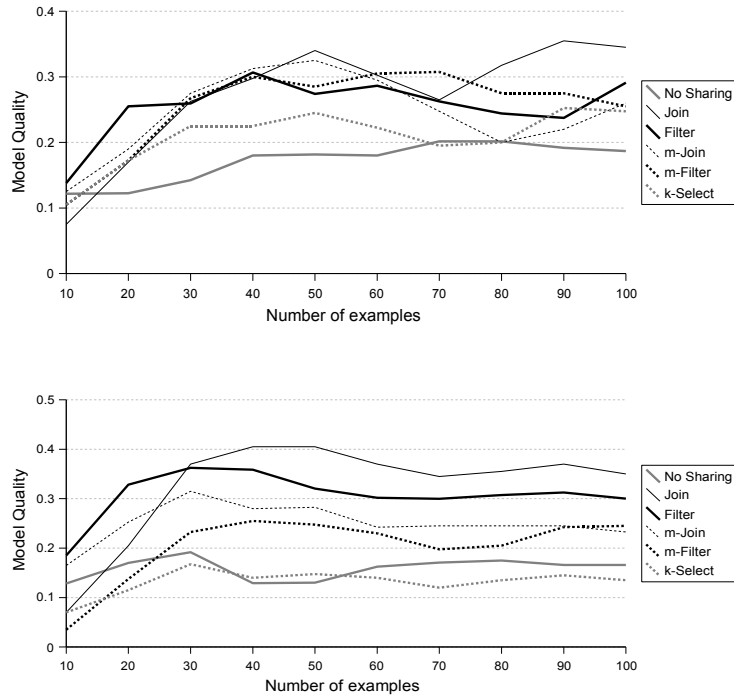 0.4
0.3
0.2
0.1
0
Model Quality
10 20 30 40 50 60 70 80 90 100
Number of examples
No Sharing
Join
Filter
m-Join
m-Filter
k-Select
0.5
0.4
0.3
0.2
0.1
0
Model Quality
10 20 30 40 50 60 70 80 90 100
Number of examples
No Sharing
Join
Filter
m-Join
m-Filter
k-Select